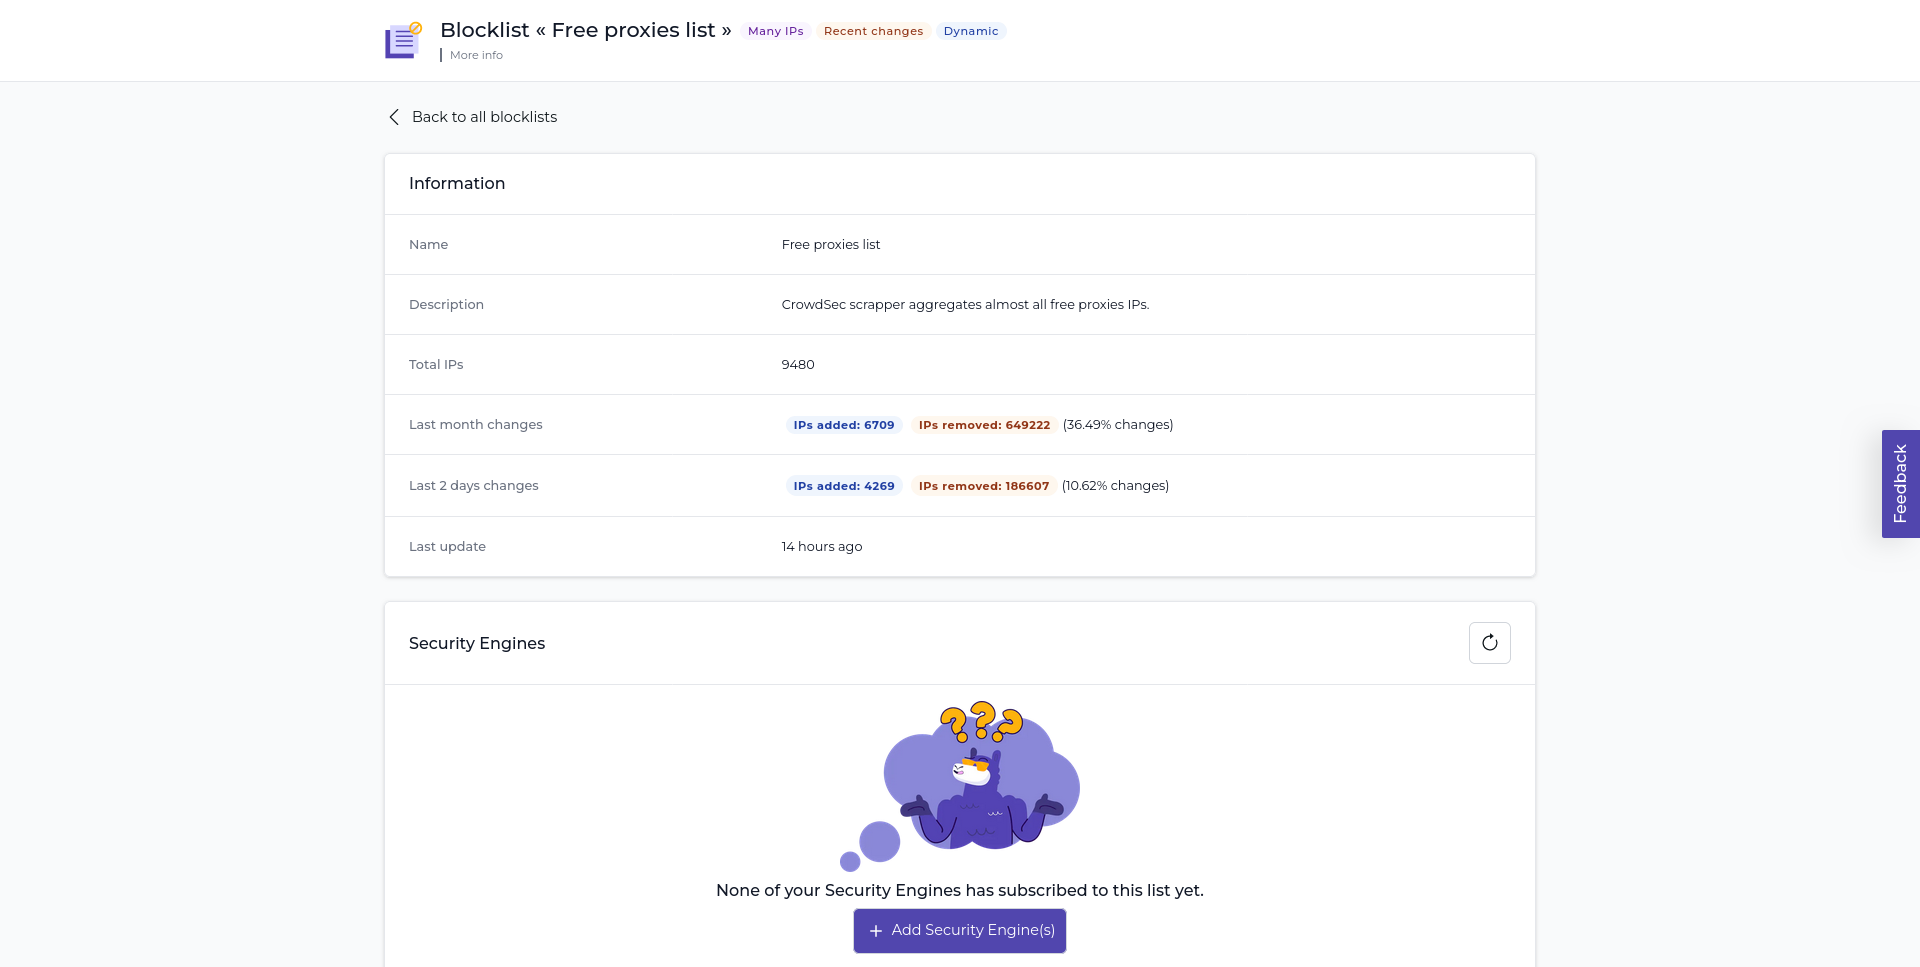 Blocklist « Free proxies list » Many IPs Recent changes Dynamic
More info
Back to all blocklists
Information
Name Free proxies list
Description CrowdSec scrapper aggregates almost all free proxies IPs.
Total IPs 9480
Last month changes IPs added: 6709 IPs removed: 649222 (36.49% changes)
Last 2 days changes IPs added: 4269 IPs removed: 186607 (10.62% changes)
Feedback
Last update 14 hours ago
Security Engines
???
None of your Security Engines has subscribed to this list yet.
+ Add Security Engine(s)